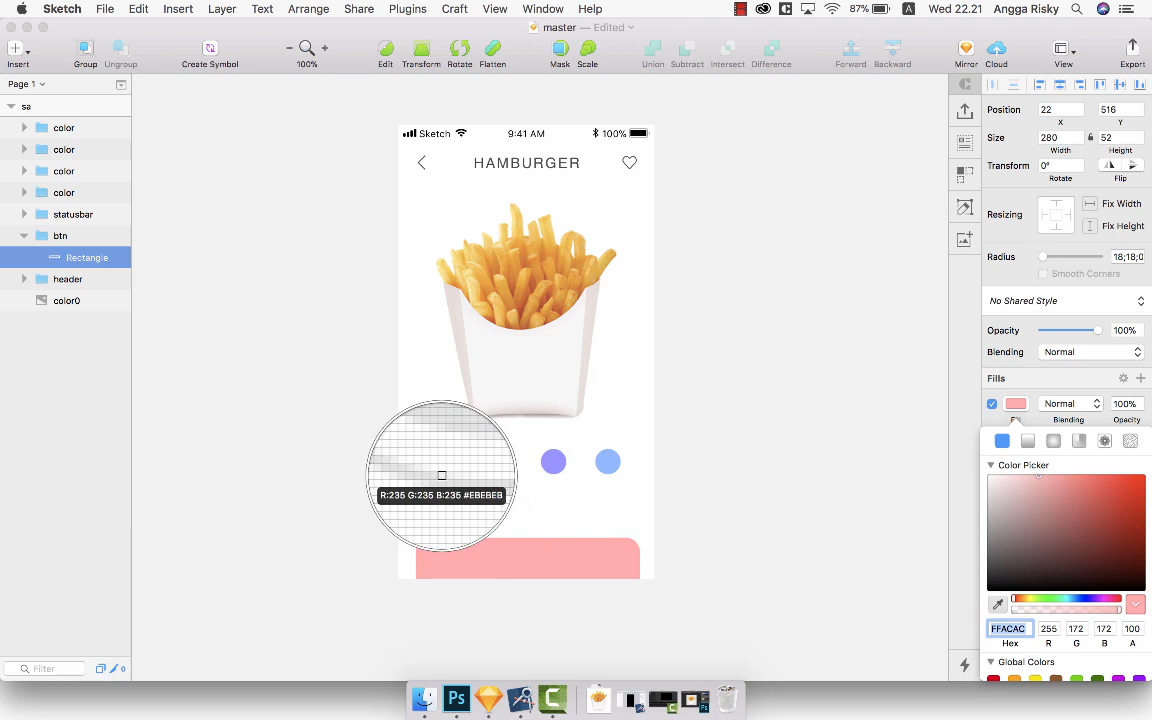 Sketch File Edit Insert Layer Text Arrange Share Plugins Craft View Window Help 87% A Wed 22.21 Angga Risky
master — Edited
Insert Group Ungroup Create Symbol 100% Edit Transform Rotate Flatten Mask Scale Union Subtract Intersect Difference Forward Backward Mirror Cloud View Export
Page 1
sa
color
color
color
color
statusbar
btn
Rectangle
header
color0
Filter 0
Sketch 9:41 AM 100%
HAMBURGER
R:235 G:235 B:235 #EBEBEB
Position 22 516
X Y
Size 280 52
Width Height
Transform 0°
Rotate Flip
Resizing Fix Width
Fix Height
Radius 18;18;0
Smooth Corners
No Shared Style
Opacity 100%
Blending Normal
Fills
Normal 100%
Fill Blending Opacity
Color Picker
FFACAC 255 172 172 100
Hex R G B A
Global Colors
Ps
C